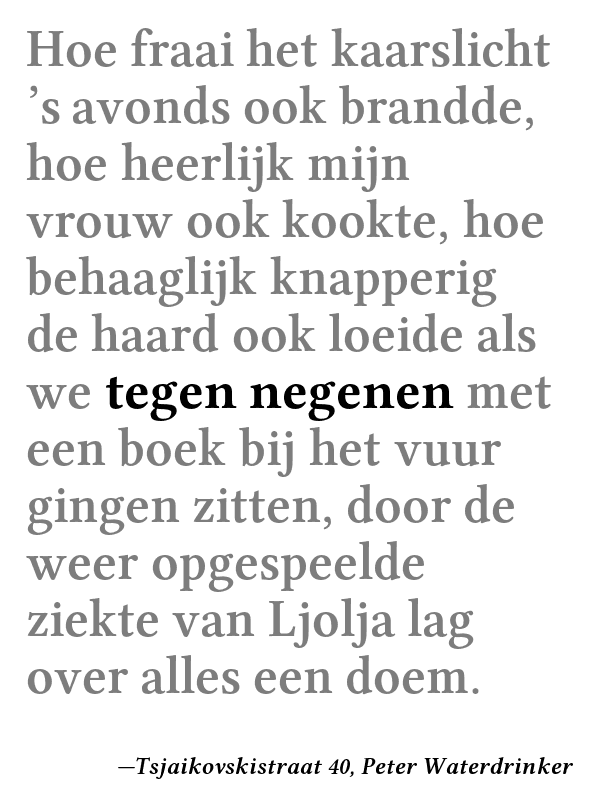 Hoe fraai het kaarslicht
’s avonds ook brandde,
hoe heerlijk mijn
vrouw ook kookte, hoe
behaaglijk knapperig
de haard ook loeide als
we tegen negenen met
een boek bij het vuur
gingen zitten, door de
weer opgespeelde
ziekte van Ljolja lag
over alles een doem.
—Tsjaikovskistraat 40, Peter Waterdrinker